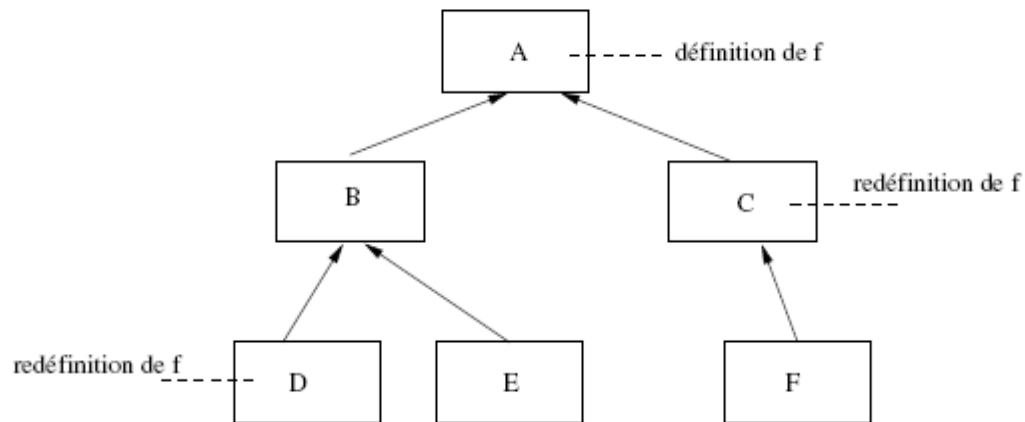 A
définition de f
B
C
redéfinition de f
redéfinition de f
D
E
F